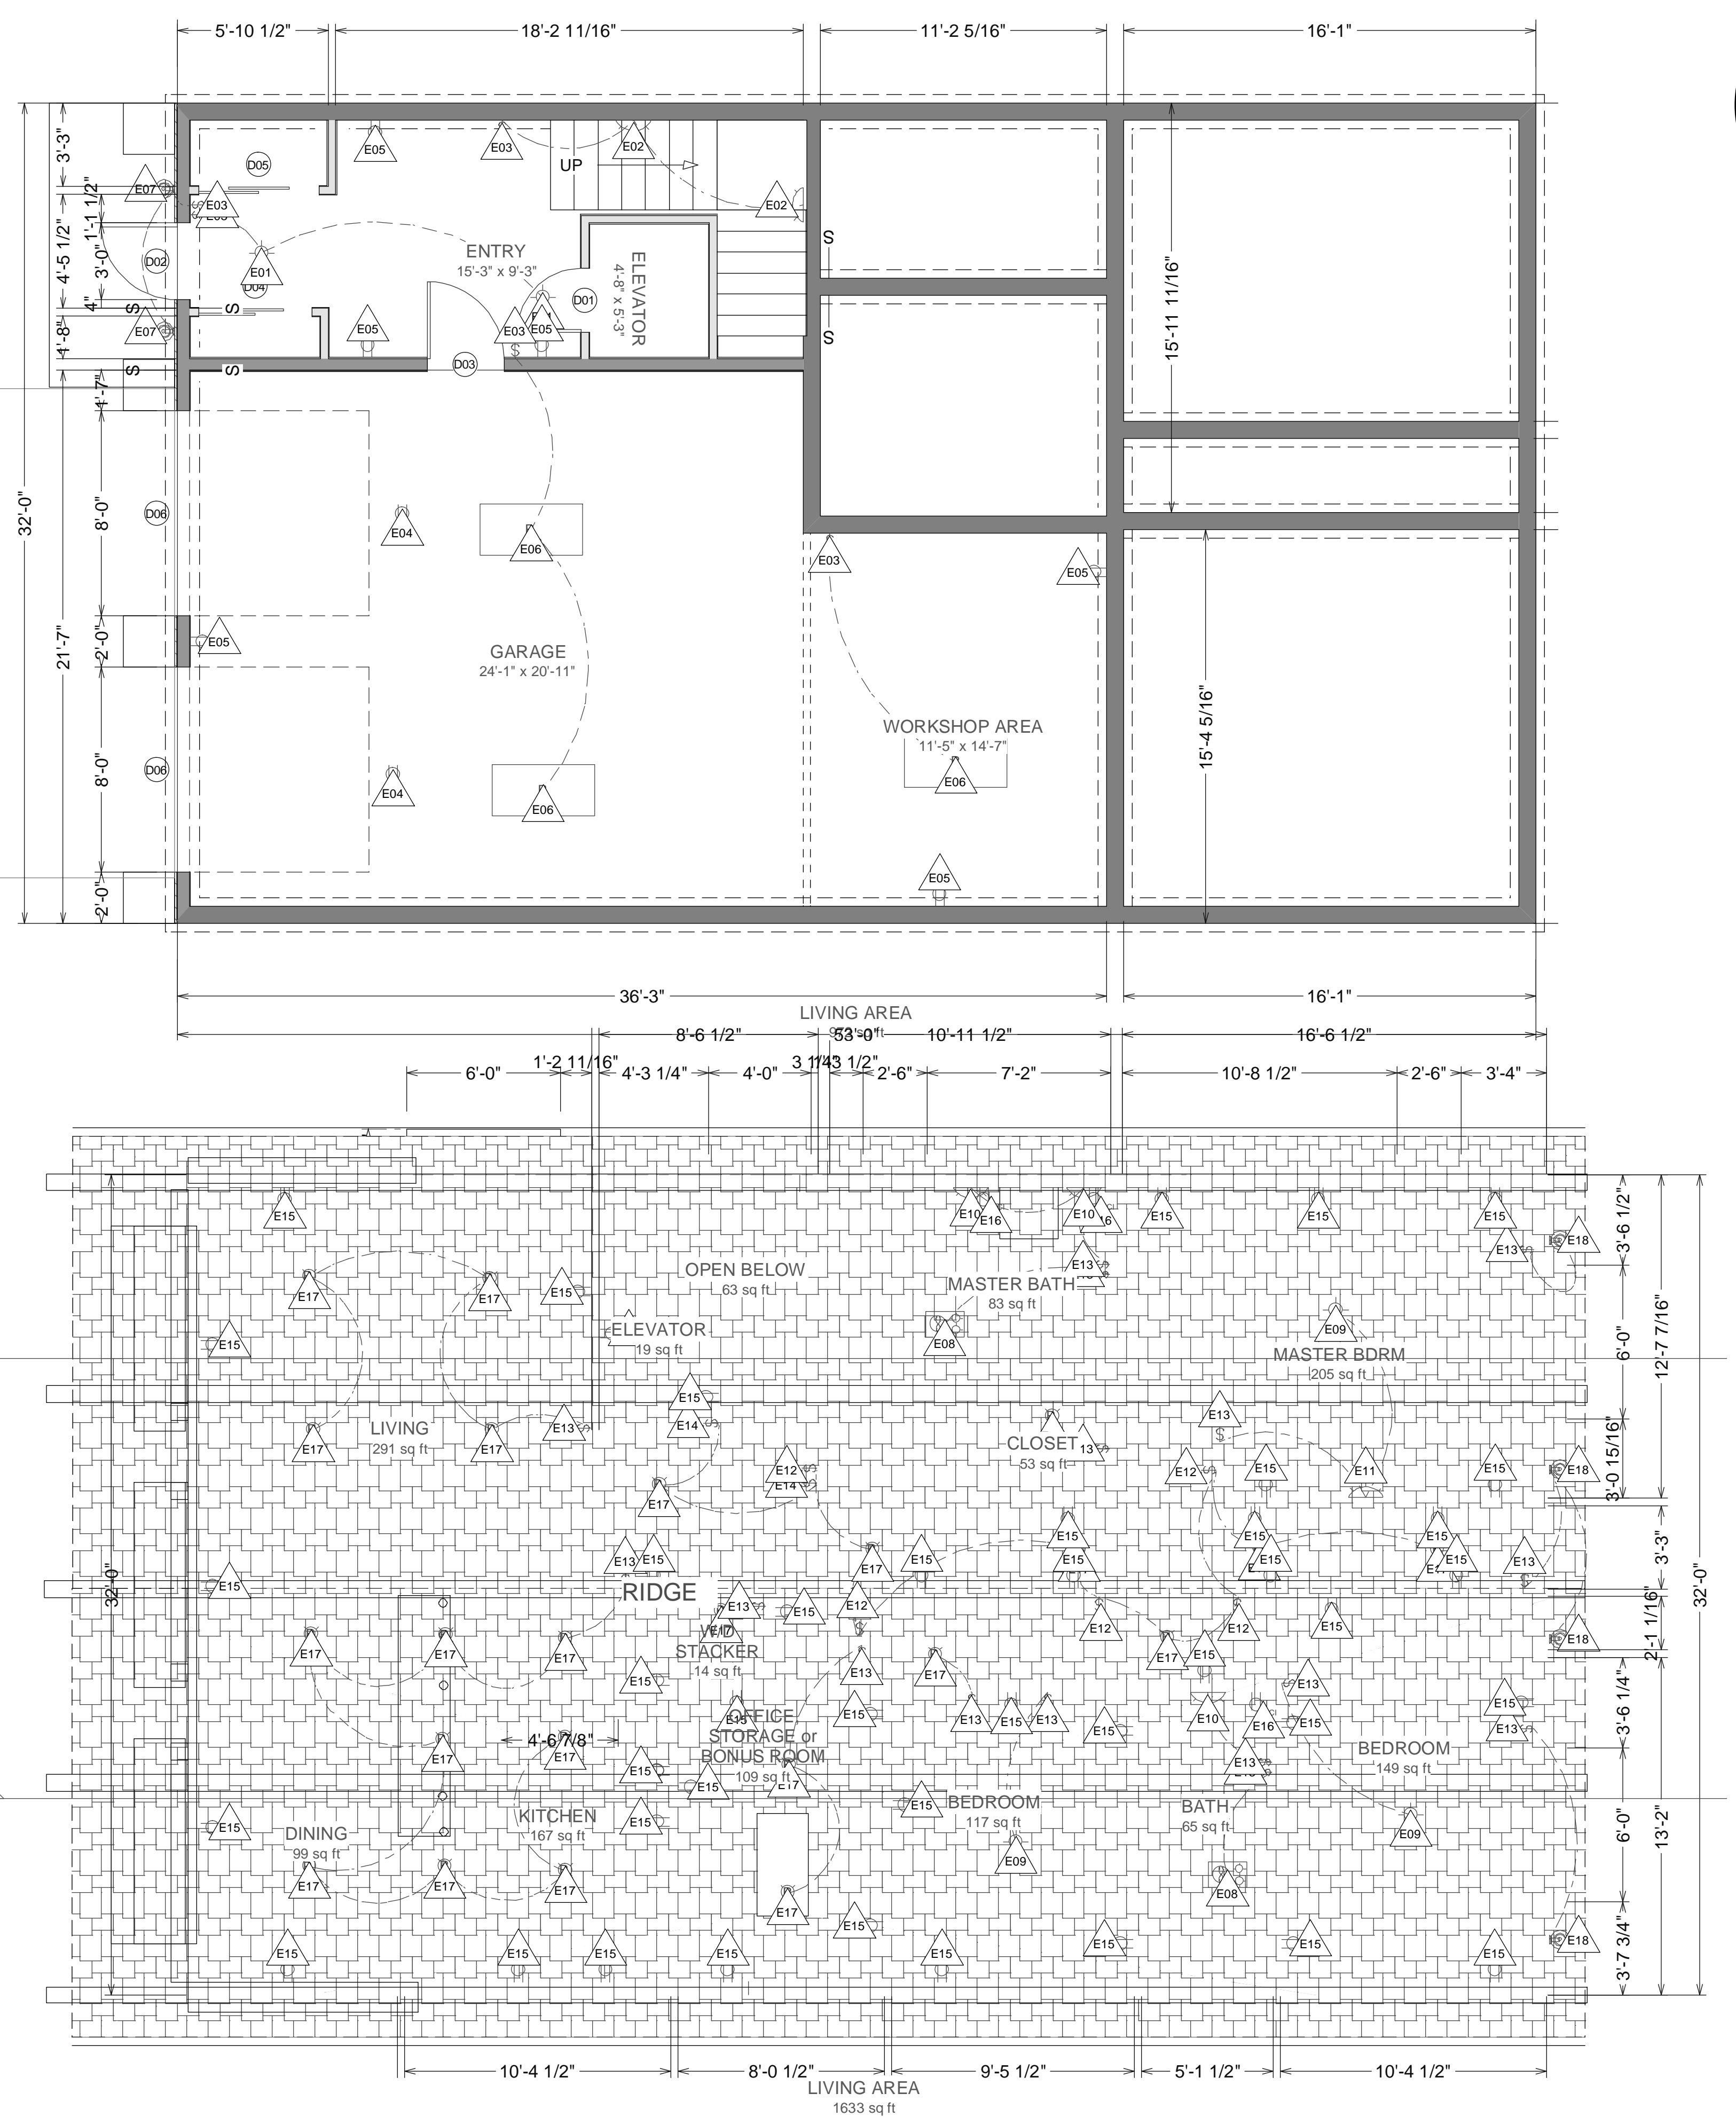 5'-10 1/2" 18'-2 11/16" 11'-2 5/16" 16'-1"
3'-3"
1'-1 1/2"
4'-5 1/2"
3'-0"
4"
32'-0"
8'-0"
21'-7"
2'-0"
8'-0"
2'-0"
D05
E05 E03 E02
UP
E07 E03
E02
S
D02 E01
ENTRY
15'-3" x 9'-3"
ELEVATOR
4'-8" x 5'-3"
D01
S S
E07 E05 E03 E05
S
D03
S S
15'-11 11/16"
D06
E04 E06
E03 E05
E05
GARAGE
24'-1" x 20'-11"
WORKSHOP AREA
11'-5" x 14'-7"
15'-4 5/16"
D06
E04 E06 E06
E05
36'-3" 16'-1"
LIVING AREA
8'-6 1/2" 53'-0" 10'-11 1/2" 16'-6 1/2"
1'-2 11/16"
6'-0" 4'-3 1/4" 4'-0" 2'-6" 7'-2" 10'-8 1/2" 2'-6" 3'-4"
E15 E10 E16 E10 E15 E15 E15
E18
E13
OPEN BELOW
63 sq ft
E13
MASTER BATH
83 sq ft
E17 E17 E15
ELEVATOR
19 sq ft
E15 E08 E09
MASTER BDRM
205 sq ft
3'-6 1/2"
6'-0"
12'-7 7/16"
E15
E14
E13
E13
LIVING
291 sq ft
E17 E17
CLOSET
53 sq ft
E12 E12 E15 E11 E15 E18
3'-0 15/16"
E14
E17
E15 E15 E15
E13 E15 E17 E15 E15 E15 E15 E13
3'-3"
32'-0"
E15
RIDGE
32'-0"
E13 E15 E12 E12 E12 E15
E17
E18
2'-1 1/16"
STACKER
14 sq ft
E17 E17 E17 E15 E13 E17 E17 E15 E13
E15
E15 E15 E13 E15 E13 E15 E10 E16 E15 E13
3'-6 1/4"
OFFICE
STORAGE or
BONUS ROOM
109 sq ft
4'-6 7/8"
E17 E17 E15 E15 E13
BEDROOM
149 sq ft
E15 E15
BEDROOM
117 sq ft
BATH
65 sq ft
KITCHEN
167 sq ft
DINING
99 sq ft
E15 E09 E09
6'-0"
13'-2"
E17 E17 E17 E17 E08
E15
E15 E15 E15 E15 E15 E15 E15 E15
E18
3'-7 3/4"
10'-4 1/2" 8'-0 1/2" 9'-5 1/2" 5'-1 1/2" 10'-4 1/2"
LIVING AREA
1633 sq ft